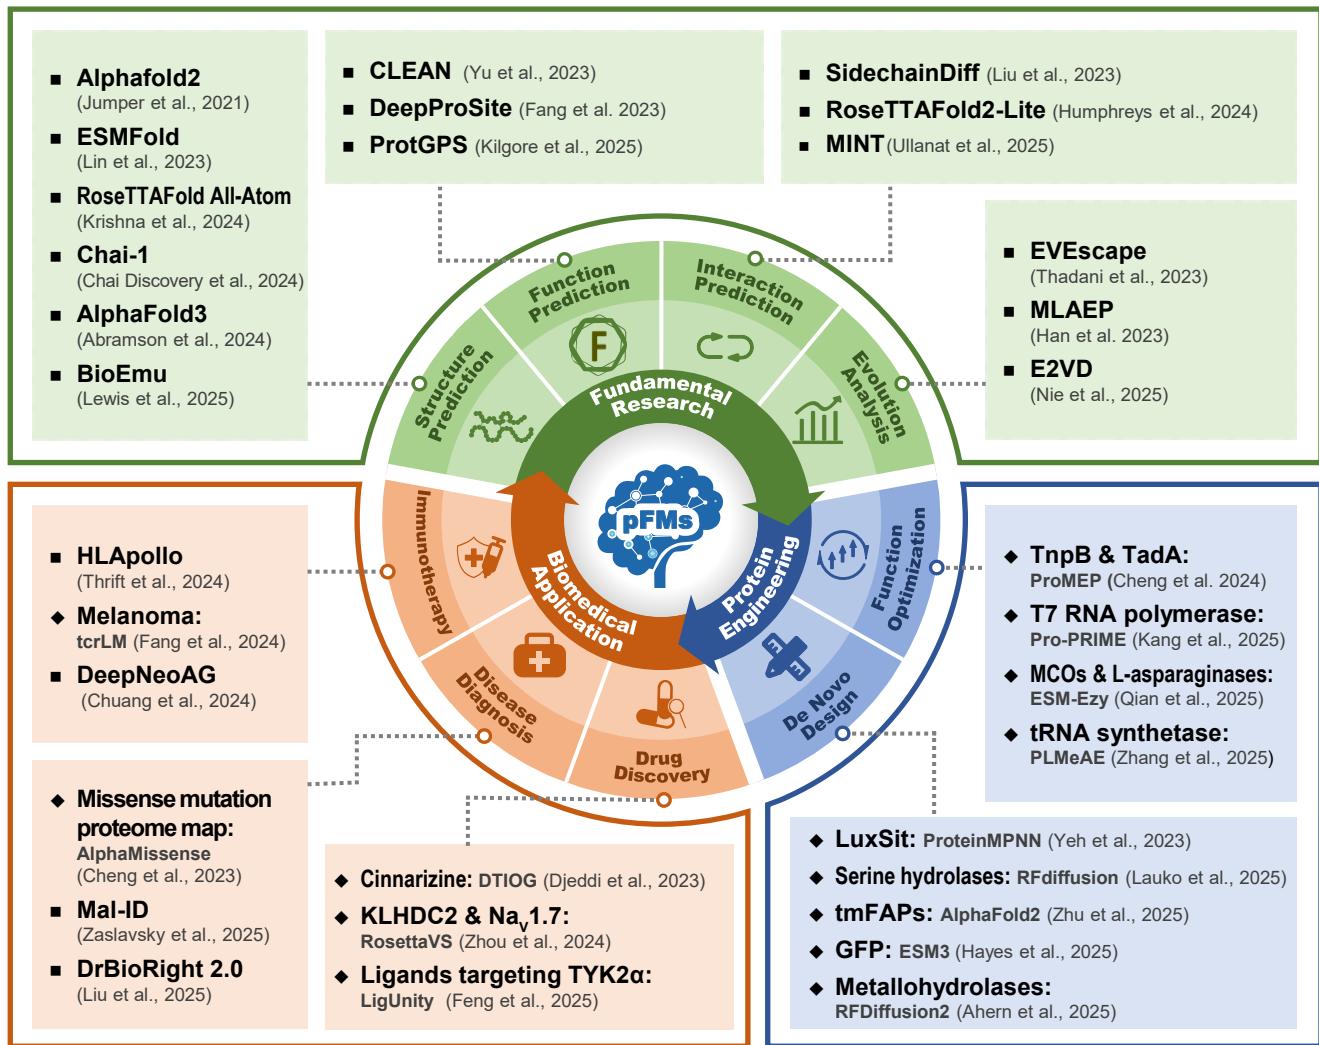 Alphafold2
(Jumper et al., 2021)
ESMFold
(Lin et al., 2023)
RoseTTAFold All-Atom
(Krishna et al., 2024)
Chai-1
(Chai Discovery et al., 2024)
AlphaFold3
(Abramson et al., 2024)
BioEmu
(Lewis et al., 2025)
CLEAN (Yu et al., 2023)
DeepProSite (Fang et al. 2023)
ProtGPS (Kilgore et al., 2025)
SidechainDiff (Liu et al., 2023)
RoseTTAFold2-Lite (Humphreys et al., 2024)
MINT(Ullanat et al., 2025)
EVEscape
(Thadani et al., 2023)
MLAEP
(Han et al. 2023)
E2VD
(Nie et al., 2025)
Structure
Prediction
Function
Prediction
F
Interaction
Prediction
Evolution
Analysis
Fundamental
Research
pFMs
Protein
Engineering
Biomedical
Application
Function
Optimization
De Novo
Design
Drug
Discovery
Disease
Diagnosis
Immunotherapy
HLApollo
(Thrift et al., 2024)
Melanoma:
tcrLM (Fang et al., 2024)
DeepNeoAG
(Chuang et al., 2024)
Missense mutation
proteome map:
AlphaMissense
(Cheng et al., 2023)
Mal-ID
(Zaslavsky et al., 2025)
DrBioRight 2.0
(Liu et al., 2025)
Cinnarizine: DTIOG (Djeddi et al., 2023)
KLHDC2 & Nav1.7:
RosettaVS (Zhou et al., 2024)
Ligands targeting TYK2α:
LigUnity (Feng et al., 2025)
TnpB & TadA:
ProMEP (Cheng et al. 2024)
T7 RNA polymerase:
Pro-PRIME (Kang et al., 2025)
MCOs & L-asparaginases:
ESM-Ezy (Qian et al., 2025)
tRNA synthetase:
PLMeAE (Zhang et al., 2025)
LuxSit: ProteinMPNN (Yeh et al., 2023)
Serine hydrolases: RFdiffusion (Lauko et al., 2025)
tmFAPs: AlphaFold2 (Zhu et al., 2025)
GFP: ESM3 (Hayes et al., 2025)
Metallohydrolases:
RFDiffusion2 (Ahern et al., 2025)